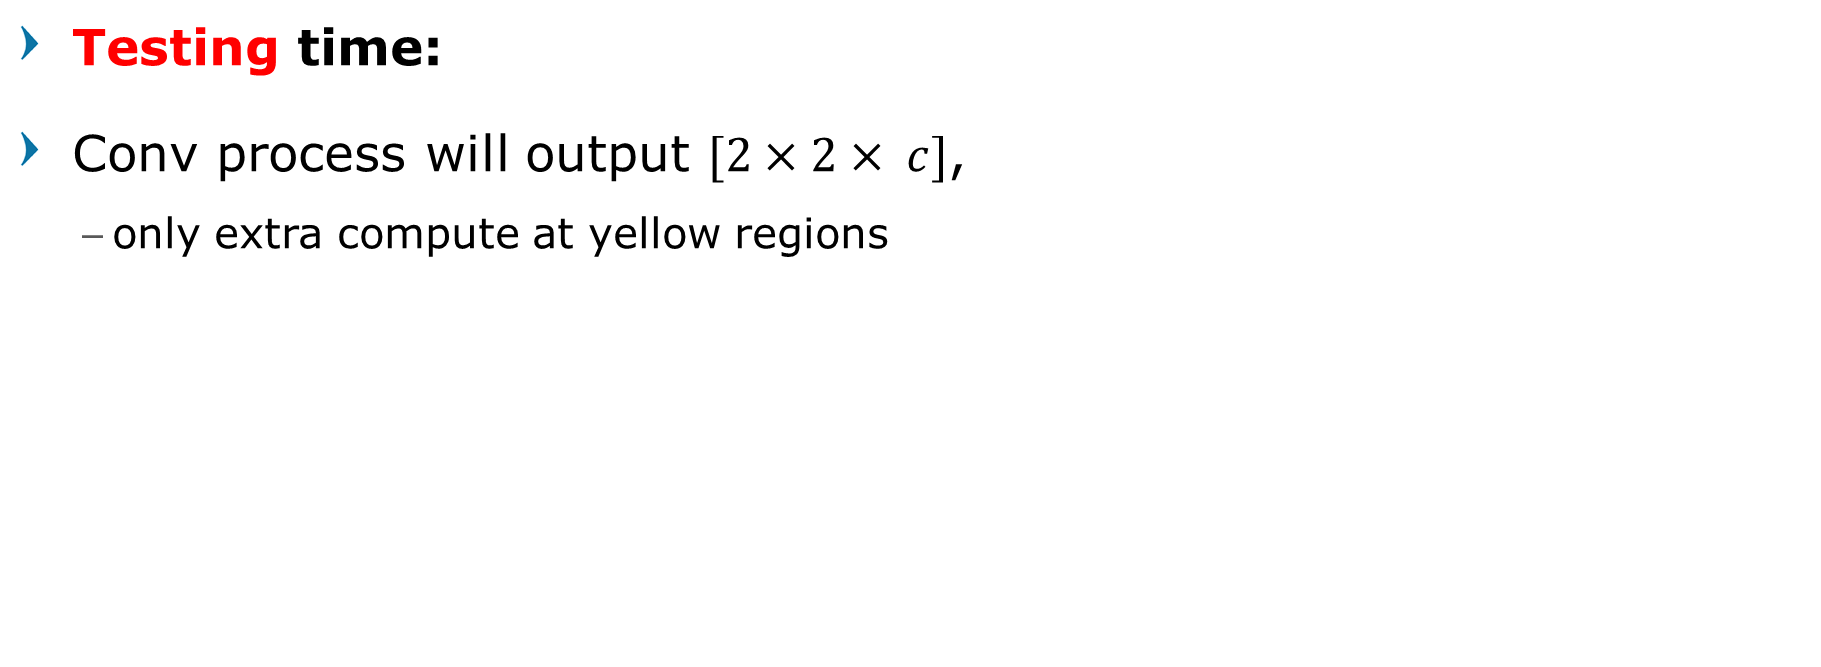 Testing time:
Conv process will output [2 × 2 × c],
– only extra compute at yellow regions